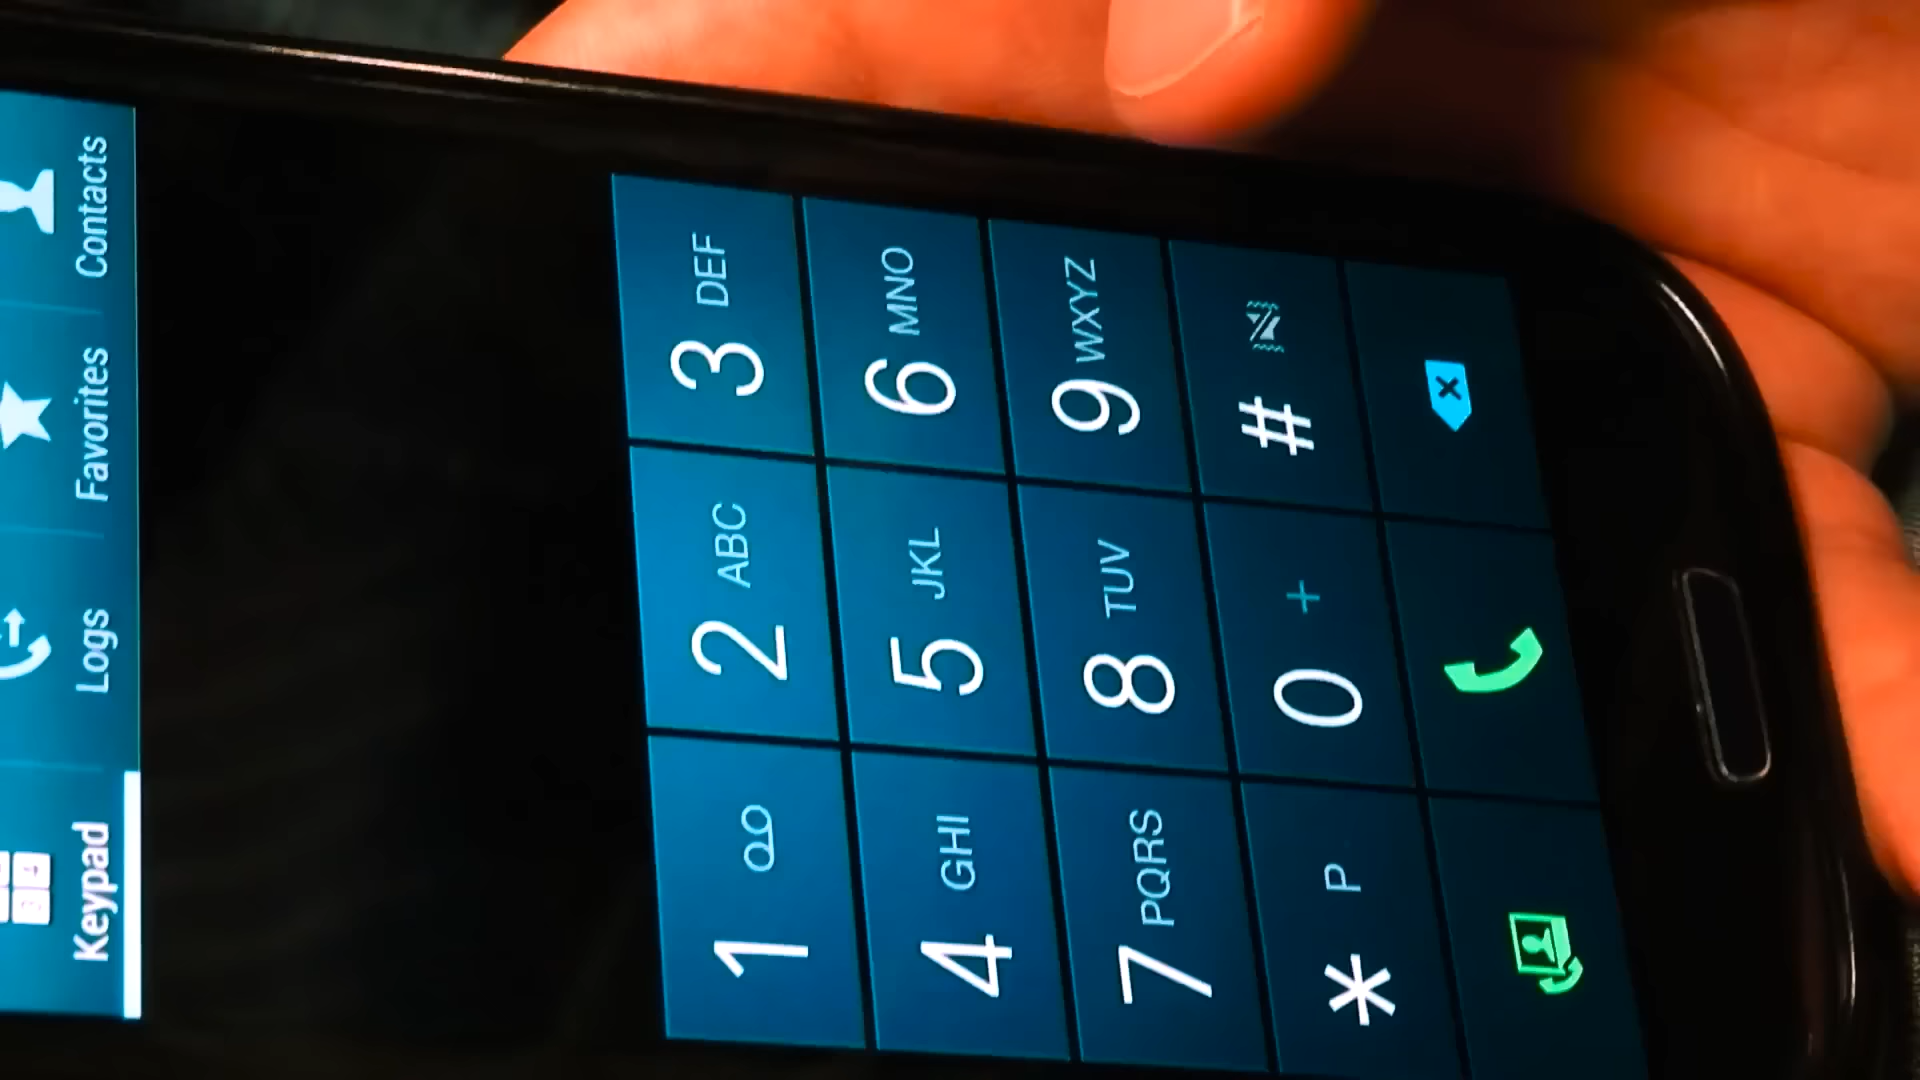 Keypad Logs Favorites Contacts
1 2 ABC 3 DEF
4 GHI 5 JKL 6 MNO
7 PQRS 8 TUV 9 WXYZ
* P 0 + #